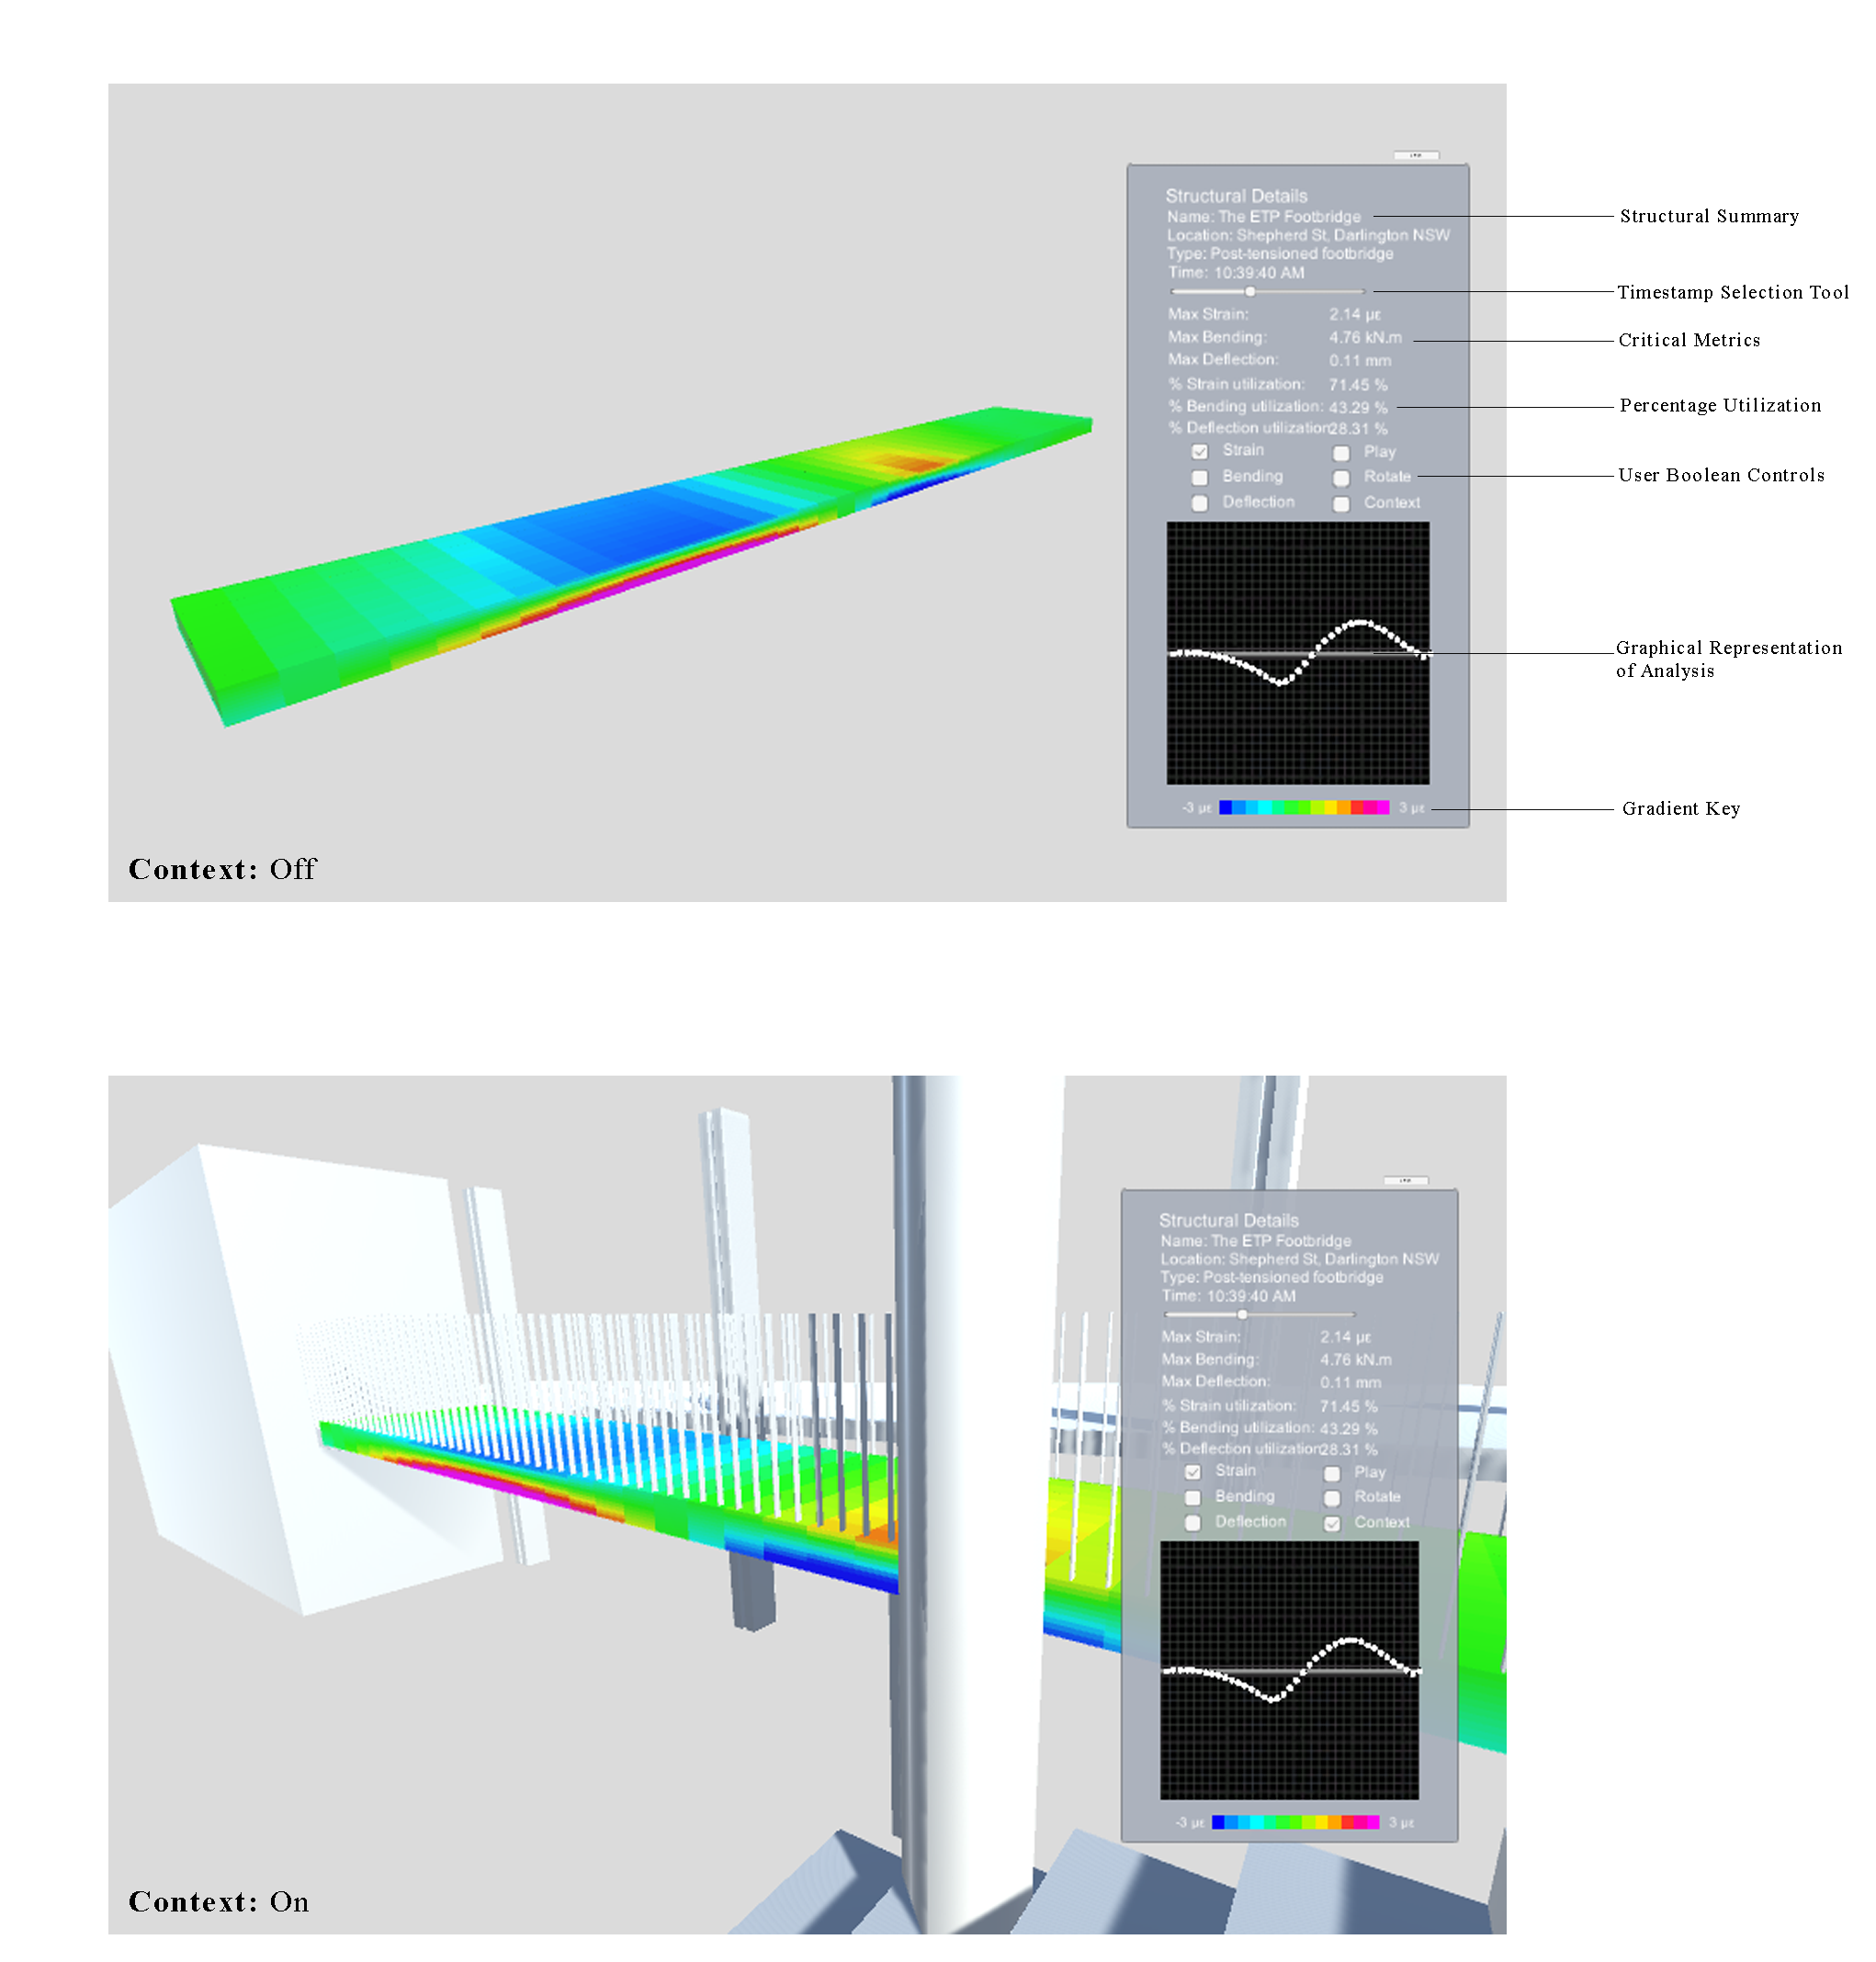 Structural Details
Name: The ETP Footbridge
Location: Shepherd St, Darlington NSW
Type: Post-tensioned footbridge
Time: 10:39:40 AM
Max Strain: 2.14 µε
Max Bending: 4.76 kN.m
Max Deflection: 0.11 mm
% Strain utilization: 71.45 %
% Bending utilization: 43.29 %
% Deflection utilization 28.31 %
Strain Play
Bending Rotate
Deflection Context
-3 µε 3 µε
Structural Summary
Timestamp Selection Tool
Critical Metrics
Percentage Utilization
User Boolean Controls
Graphical Representation
of Analysis
Gradient Key
Context: Off
Structural Details
Name: The ETP Footbridge
Location: Shepherd St, Darlington NSW
Type: Post-tensioned footbridge
Time: 10:39:40 AM
Max Strain: 2.14 µε
Max Bending: 4.76 kN.m
Max Deflection: 0.11 mm
% Strain utilization: 71.45 %
% Bending utilization: 43.29 %
% Deflection utilization 28.31 %
Strain Play
Bending Rotate
Deflection Context
-3 µε 3 µε
Context: On